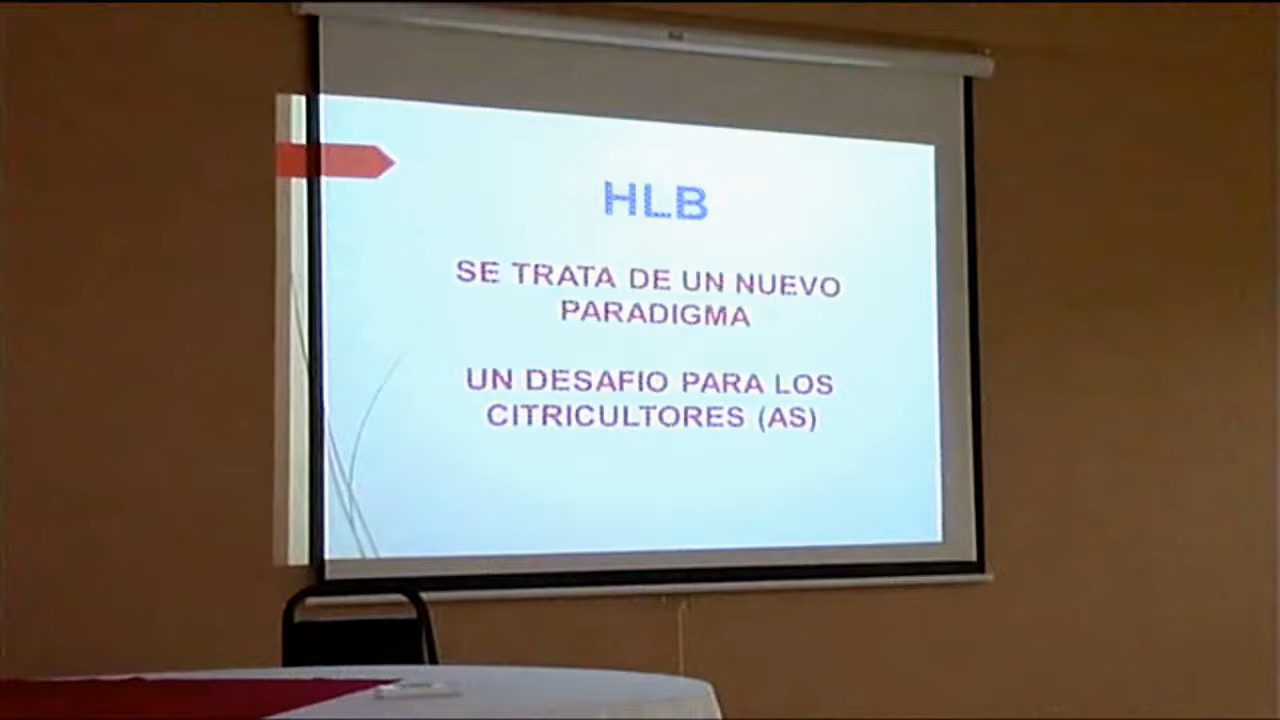 HLB
SE TRATA DE UN NUEVO
PARADIGMA
UN DESAFIO PARA LOS
CITRICULTORES (AS)